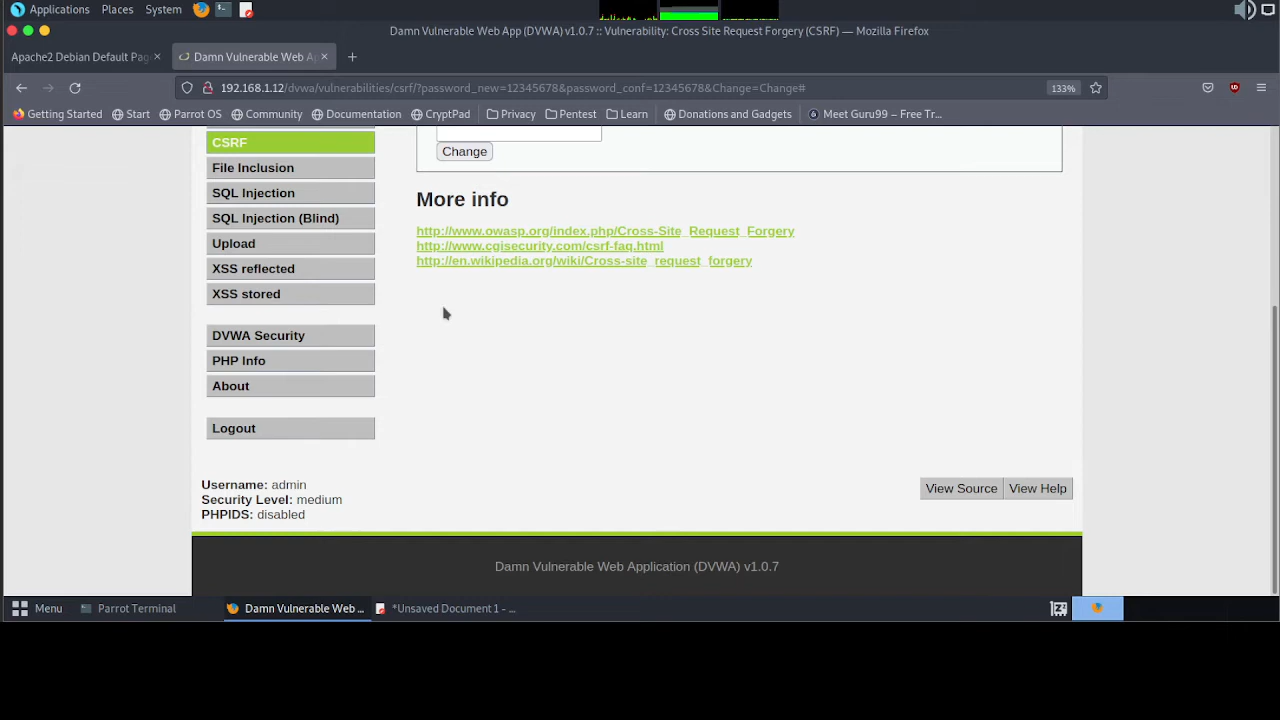 Applications Places System
Damn Vulnerable Web App (DVWA) v1.0.7 :: Vulnerability: Cross Site Request Forgery (CSRF) — Mozilla Firefox
Apache2 Debian Default Pag × Damn Vulnerable Web Ap × +
192.168.1.12/dvwa/vulnerabilities/csrf/?password_new=12345678&password_conf=12345678&Change=Change# 133%
Getting Started Start Parrot OS Community Documentation CryptPad Privacy Pentest Learn Donations and Gadgets Meet Guru99 – Free Tr…
CSRF
File Inclusion
SQL Injection
SQL Injection (Blind)
Upload
XSS reflected
XSS stored
DVWA Security
PHP Info
About
Logout
Change
More info
http://www.owasp.org/index.php/Cross-Site_Request_Forgery
http://www.cgisecurity.com/csrf-faq.html
http://en.wikipedia.org/wiki/Cross-site_request_forgery
Username: admin
Security Level: medium
PHPIDS: disabled
View Source View Help
Damn Vulnerable Web Application (DVWA) v1.0.7
Menu Parrot Terminal Damn Vulnerable Web … *Unsaved Document 1 - …